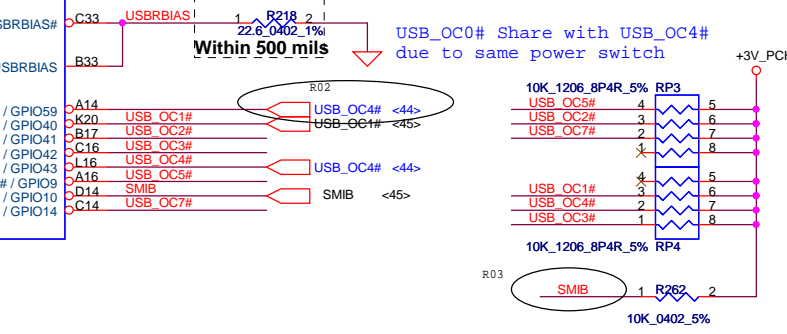 SBRBIAS# C33 USBRBIAS 1 R218 2
22.6_0402_1%
Within 500 mils
USB_OC0# Share with USB_OC4#
due to same power switch
+3V_PCH
USBRBIAS B33
R02
10K_1206_8P4R_5% RP3
/ GPIO59 A14 USB_OC4# <44>
/ GPIO40 K20 USB_OC1# USB_OC1# <45>
/ GPIO41 B17 USB_OC2#
/ GPIO42 C16 USB_OC3#
/ GPIO43 L16 USB_OC4# USB_OC4# <44>
# / GPIO9 A16 USB_OC5#
/ GPIO10 D14 SMIB SMIB <45>
/ GPIO14 C14 USB_OC7#
USB_OC5# 4 5
USB_OC2# 3 6
USB_OC7# 2 7
1 8
4 5
USB_OC1# 3 6
USB_OC4# 2 7
USB_OC3# 1 8
10K_1206_8P4R_5% RP4
R03
SMIB 1 R262 2
10K_0402_5%